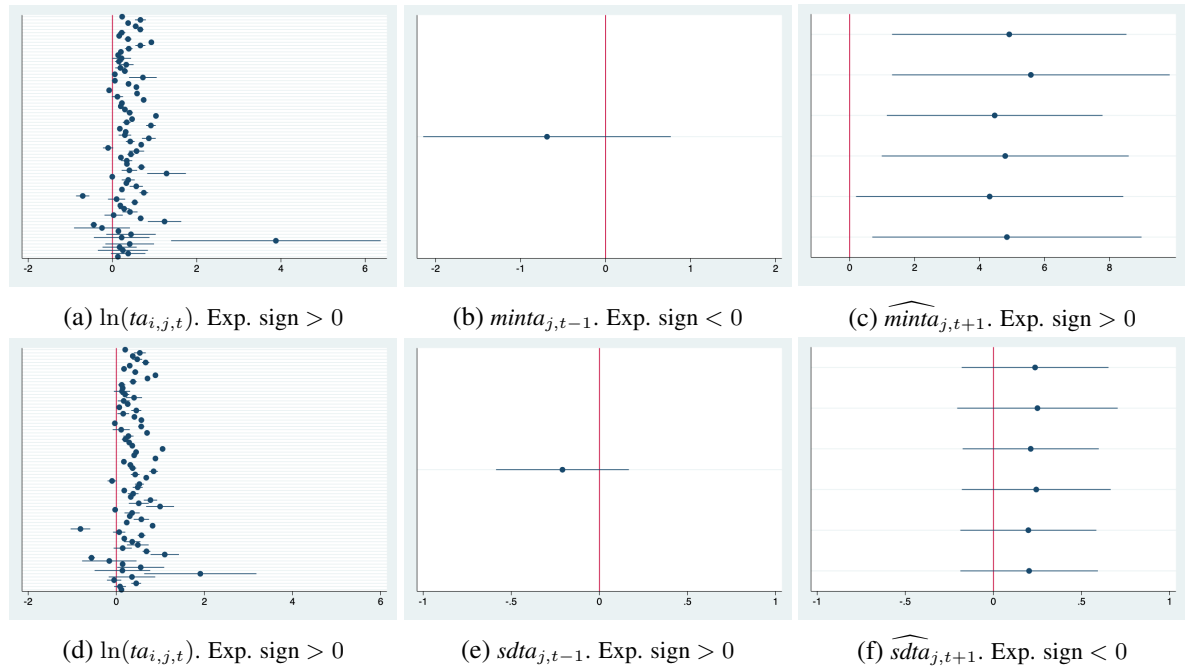 -2 0 2 4 6
-2 -1 0 1 2
0 2 4 6 8
(a) ln(ta_{i,j,t}). Exp. sign > 0
(b) minta_{j,t−1}. Exp. sign < 0
(c) \widehat{minta}_{j,t+1}. Exp. sign > 0
-2 0 2 4 6
-1 -.5 0 .5 1
-1 -.5 0 .5 1
(d) ln(ta_{i,j,t}). Exp. sign > 0
(e) sdta_{j,t−1}. Exp. sign > 0
(f) \widehat{sdta}_{j,t+1}. Exp. sign < 0